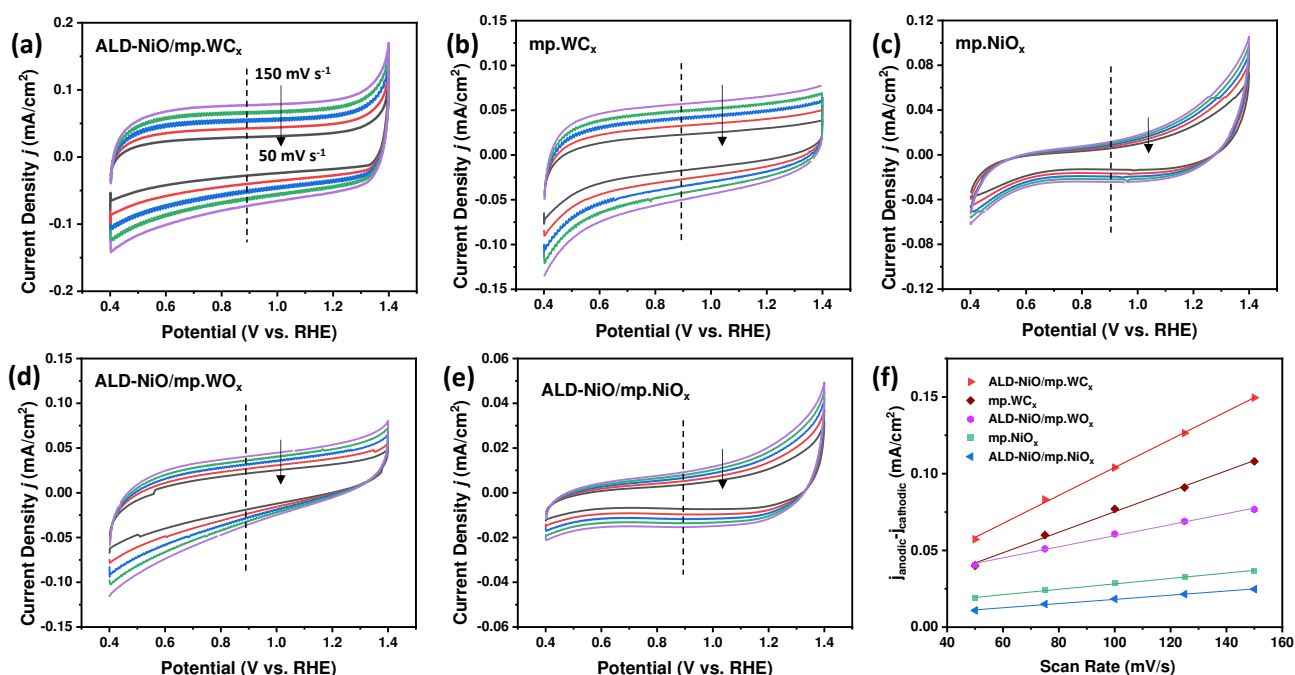 (a)
ALD-NiO/mp.WCx
150 mV s-1
50 mV s-1
0.2
0.1
0.0
-0.1
-0.2
0.4 0.6 0.8 1.0 1.2 1.4
Current Density j (mA/cm2)
Potential (V vs. RHE)
(b)
mp.WCx
0.15
0.10
0.05
0.00
-0.05
-0.10
-0.15
0.4 0.6 0.8 1.0 1.2 1.4
Current Density j (mA/cm2)
Potential (V vs. RHE)
(c)
mp.NiOx
0.12
0.08
0.04
0.00
-0.04
-0.08
-0.12
0.4 0.6 0.8 1.0 1.2 1.4
Current Density j (mA/cm2)
Potential (V vs. RHE)
(d)
ALD-NiO/mp.WOx
0.15
0.10
0.05
0.00
-0.05
-0.10
-0.15
0.4 0.6 0.8 1.0 1.2 1.4
Current Density j (mA/cm2)
Potential (V vs. RHE)
(e)
ALD-NiO/mp.NiOx
0.06
0.04
0.02
0.00
-0.02
-0.04
-0.06
0.4 0.6 0.8 1.0 1.2 1.4
Current Density j (mA/cm2)
Potential (V vs. RHE)
(f)
ALD-NiO/mp.WCx
mp.WCx
ALD-NiO/mp.WOx
mp.NiOx
ALD-NiO/mp.NiOx
0.15
0.10
0.05
0.00
40 60 80 100 120 140 160
janodic-jcathodic (mA/cm2)
Scan Rate (mV/s)